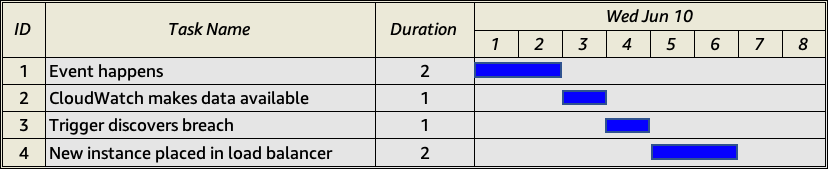 ID Task Name Duration Wed Jun 10
1 2 3 4 5 6 7 8
1 Event happens 2
2 CloudWatch makes data available 1
3 Trigger discovers breach 1
4 New instance placed in load balancer 2